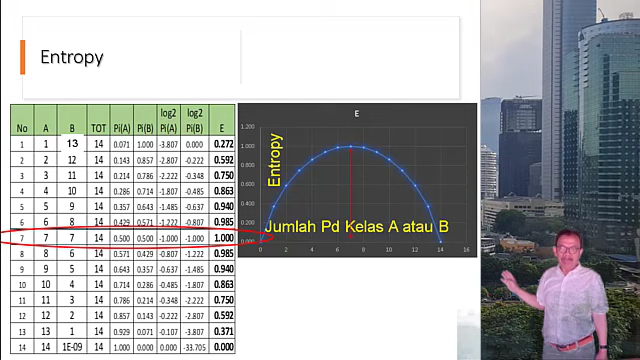 Entropy
No A B TOT Pi(A) Pi(B) log2 Pi(A) log2 Pi(B) E
1 1 13 14 0.071 1.000 -3.807 0.000 0.272
2 2 12 14 0.143 0.857 -2.807 -0.222 0.592
3 3 11 14 0.214 0.786 -2.222 -0.348 0.750
4 4 10 14 0.286 0.714 -1.807 -0.485 0.863
5 5 9 14 0.357 0.643 -1.485 -0.637 0.940
6 6 8 14 0.429 0.571 -1.222 -0.807 0.985
7 7 7 14 0.500 0.500 -1.000 -1.000 1.000
8 8 6 14 0.571 0.429 -0.807 -1.222 0.985
9 9 5 14 0.643 0.357 -0.637 -1.485 0.940
10 10 4 14 0.714 0.286 -0.485 -1.807 0.863
11 11 3 14 0.786 0.214 -0.348 -2.222 0.750
12 12 2 14 0.857 0.143 -0.222 -2.807 0.592
13 13 1 14 0.929 0.071 -0.107 -3.807 0.371
14 14 1E-09 14 1.000 0.000 0.000 -33.705 0.000
E
1.200
1.000
0.800
0.600
0.400
0.200
0.000
Entropy
Jumlah Pd Kelas A atau B
0 2 4 6 8 10 12 14 16